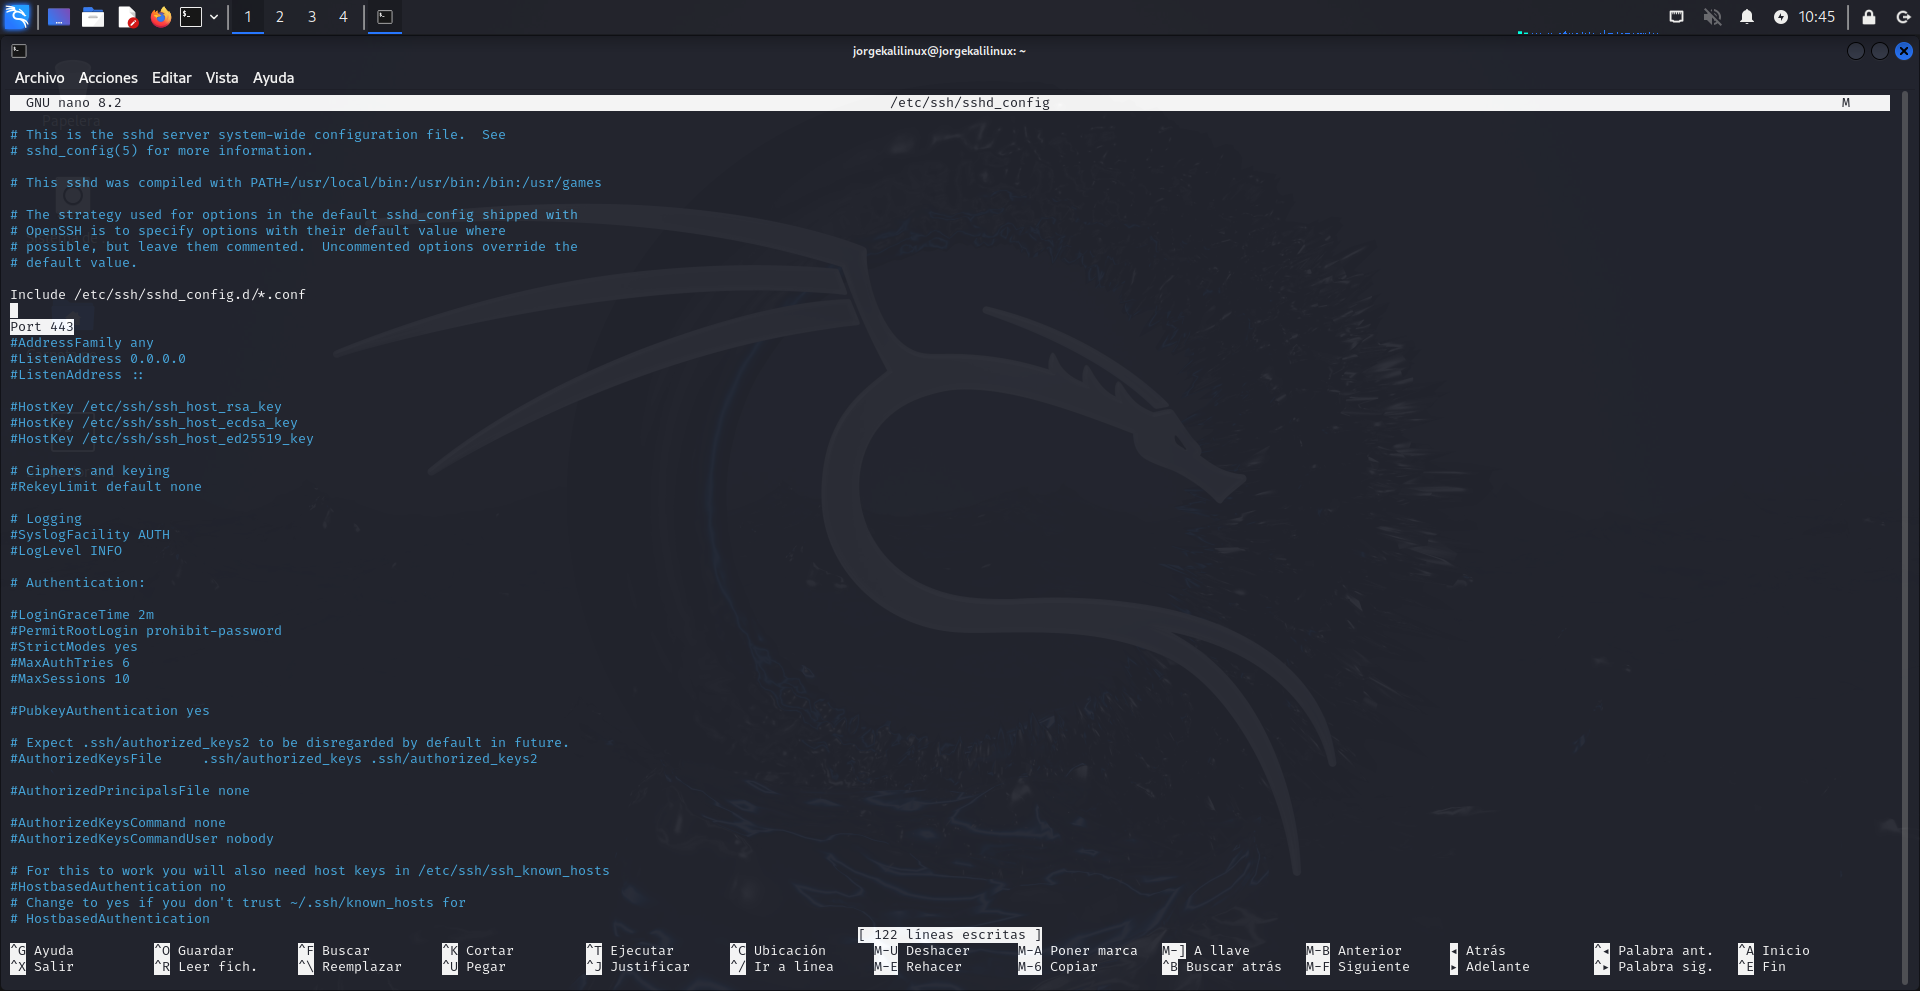 1 2 3 4 10:45
jorgekalilinux@jorgekalilinux: ~
Archivo Acciones Editar Vista Ayuda
GNU nano 8.2 /etc/ssh/sshd_config M
Papelera
# This is the sshd server system-wide configuration file.  See
# sshd_config(5) for more information.
# This sshd was compiled with PATH=/usr/local/bin:/usr/bin:/bin:/usr/games
# The strategy used for options in the default sshd_config shipped with
# OpenSSH is to specify options with their default value where
# possible, but leave them commented.  Uncommented options override the
# default value.
Include /etc/ssh/sshd_config.d/*.conf
Port 443
#AddressFamily any
#ListenAddress 0.0.0.0
#ListenAddress ::
#HostKey /etc/ssh/ssh_host_rsa_key
#HostKey /etc/ssh/ssh_host_ecdsa_key
#HostKey /etc/ssh/ssh_host_ed25519_key
# Ciphers and keying
#RekeyLimit default none
# Logging
#SyslogFacility AUTH
#LogLevel INFO
# Authentication:
#LoginGraceTime 2m
#PermitRootLogin prohibit-password
#StrictModes yes
#MaxAuthTries 6
#MaxSessions 10
#PubkeyAuthentication yes
# Expect .ssh/authorized_keys2 to be disregarded by default in future.
#AuthorizedKeysFile     .ssh/authorized_keys .ssh/authorized_keys2
#AuthorizedPrincipalsFile none
#AuthorizedKeysCommand none
#AuthorizedKeysCommandUser nobody
# For this to work you will also need host keys in /etc/ssh/ssh_known_hosts
#HostbasedAuthentication no
# Change to yes if you don't trust ~/.ssh/known_hosts for
# HostbasedAuthentication
[ 122 líneas escritas ]
^G Ayuda ^O Guardar ^F Buscar ^K Cortar ^T Ejecutar ^C Ubicación M-U Deshacer M-A Poner marca M-] A llave M-B Anterior ◂ Atrás ^◂ Palabra ant. ^A Inicio
^X Salir ^R Leer fich. ^\ Reemplazar ^U Pegar ^J Justificar ^/ Ir a línea M-E Rehacer M-6 Copiar ^B Buscar atrás M-F Siguiente ▸ Adelante ^▸ Palabra sig. ^E Fin